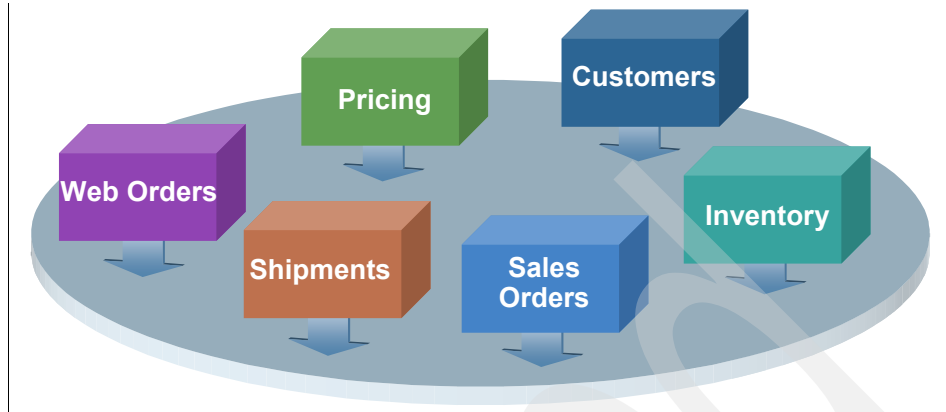 Pricing
Customers
Web Orders
Inventory
Shipments
Sales
Orders